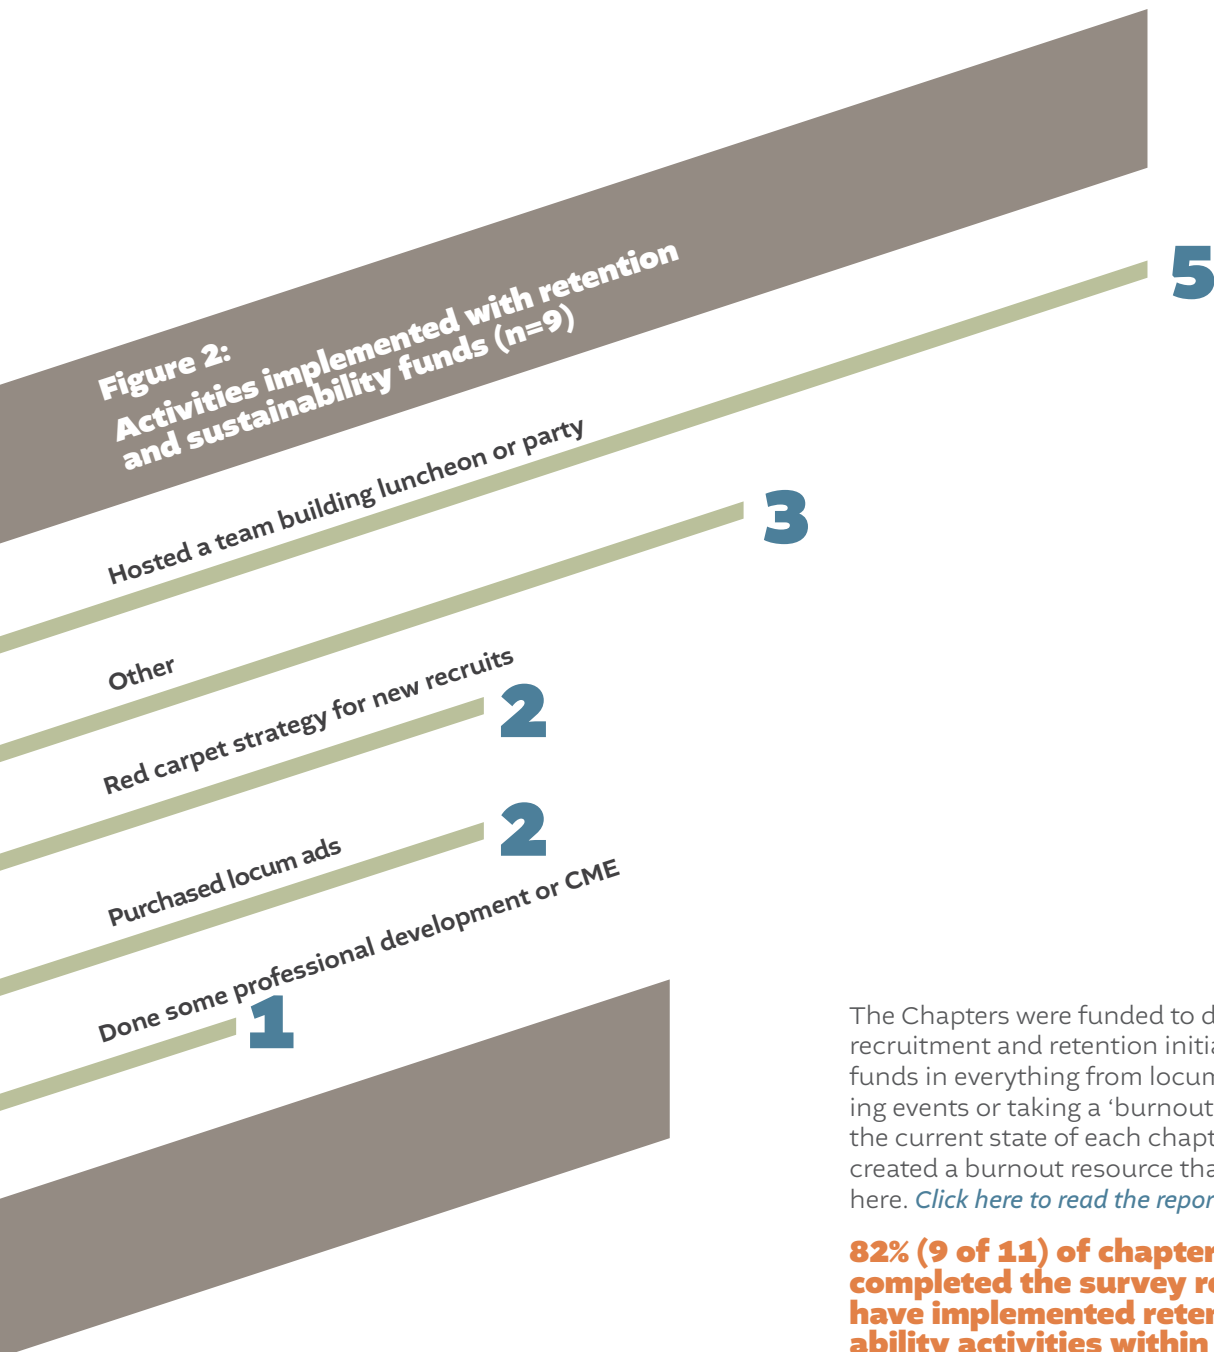 Figure 2:
Activities implemented with retention
and sustainability funds (n=9)
Hosted a team building luncheon or party
5
Other
3
Red carpet strategy for new recruits
2
Purchased locum ads
2
Done some professional development or CME
1
The Chapters were funded to d
recruitment and retention initia
funds in everything from locum
ing events or taking a ‘burnout
the current state of each chapt
created a burnout resource tha
here. Click here to read the repor
82% (9 of 11) of chapter
completed the survey re
have implemented reten
ability activities within